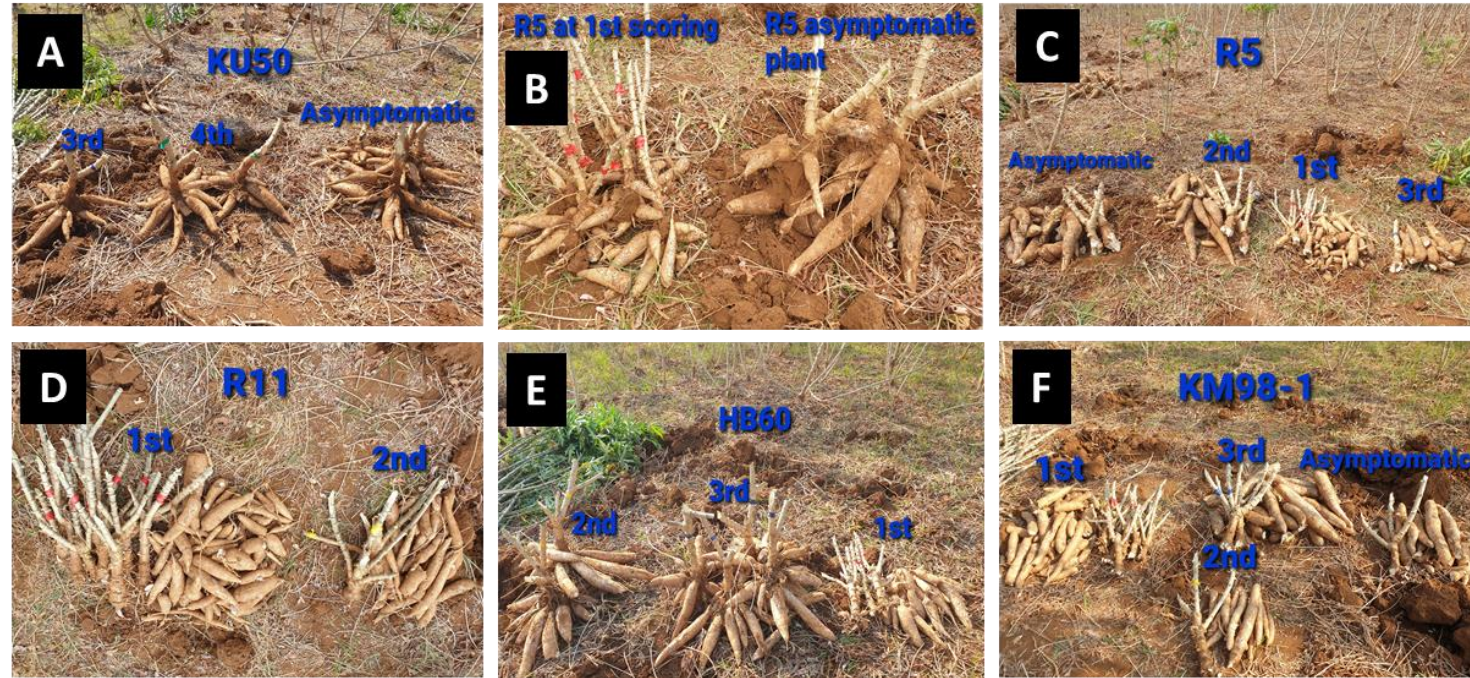 A
KU50
3rd
4th
Asymptomatic
B
R5 at 1st scoring
R5 asymptomatic
plant
C
R5
Asymptomatic
2nd
1st
3rd
D
R11
1st
2nd
E
HB60
2nd
3rd
1st
F
KM98-1
1st
3rd
Asymptomatic
2nd